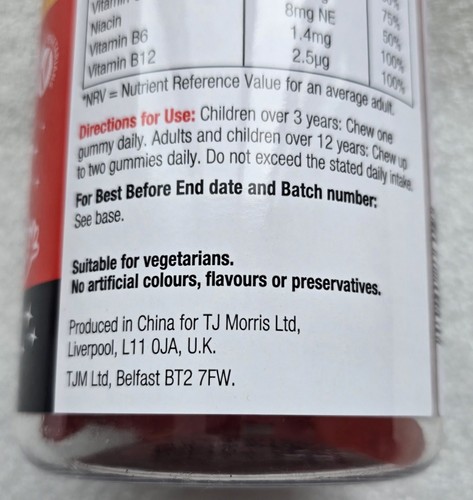 Niacin 8mg NE 50%
Vitamin B6 1.4mg 100%
Vitamin B12 2.5µg 100%
*NRV = Nutrient Reference Value for an average adult.
Directions for Use: Children over 3 years: Chew one
gummy daily. Adults and children over 12 years: Chew up
to two gummies daily. Do not exceed the stated daily intake.
For Best Before End date and Batch number:
See base.
Suitable for vegetarians.
No artificial colours, flavours or preservatives.
Produced in China for TJ Morris Ltd,
Liverpool, L11 0JA, U.K.
TJM Ltd, Belfast BT2 7FW.